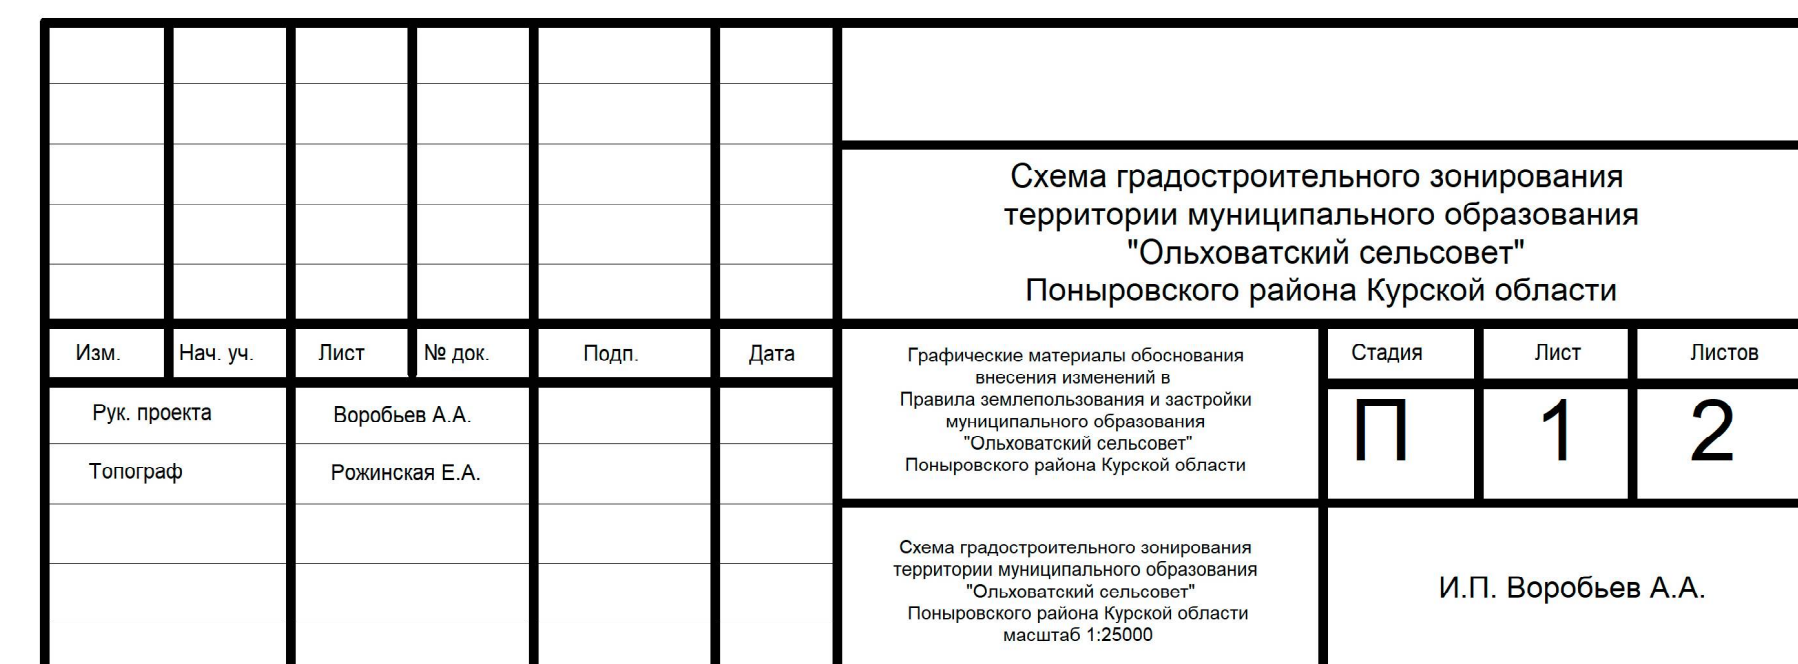 Схема градостроительного зонирования
территории муниципального образования
"Ольховатский сельсовет"
Поныровского района Курской области
Изм. Нач. уч. Лист № док. Подп. Дата
Графические материалы обоснования
внесения изменений в
Правила землепользования и застройки
муниципального образования
"Ольховатский сельсовет"
Поныровского района Курской области
Стадия Лист Листов
П 1 2
Рук. проекта Воробьев А.А.
Топограф Рожинская Е.А.
Схема градостроительного зонирования
территории муниципального образования
"Ольховатский сельсовет"
Поныровского района Курской области
масштаб 1:25000
И.П. Воробьев А.А.